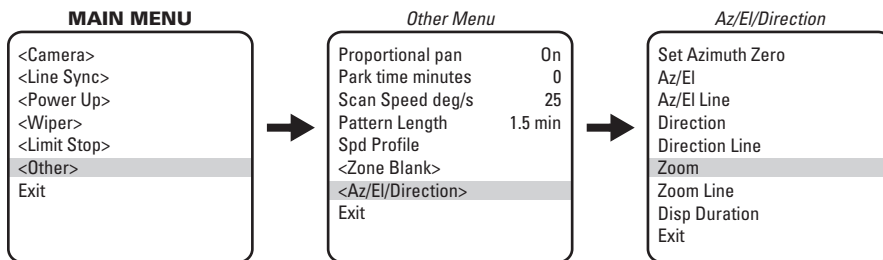 MAIN MENU
<Camera>
<Line Sync>
<Power Up>
<Wiper>
<Limit Stop>
<Other>
Exit
Other Menu
Proportional pan On
Park time minutes 0
Scan Speed deg/s 25
Pattern Length 1.5 min
Spd Profile
<Zone Blank>
<Az/El/Direction>
Exit
Az/El/Direction
Set Azimuth Zero
Az/El
Az/El Line
Direction
Direction Line
Zoom
Zoom Line
Disp Duration
Exit